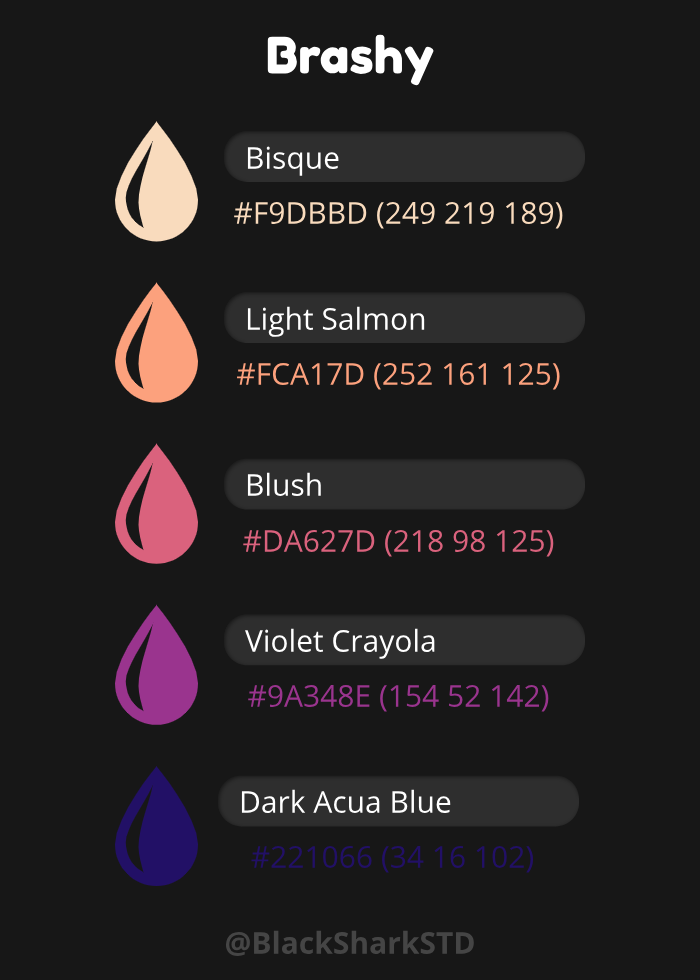 Brashy
Bisque
#F9DBBD (249 219 189)
Light Salmon
#FCA17D (252 161 125)
Blush
#DA627D (218 98 125)
Violet Crayola
#9A348E (154 52 142)
Dark Acua Blue
#221066 (34 16 102)
@BlackSharkSTD